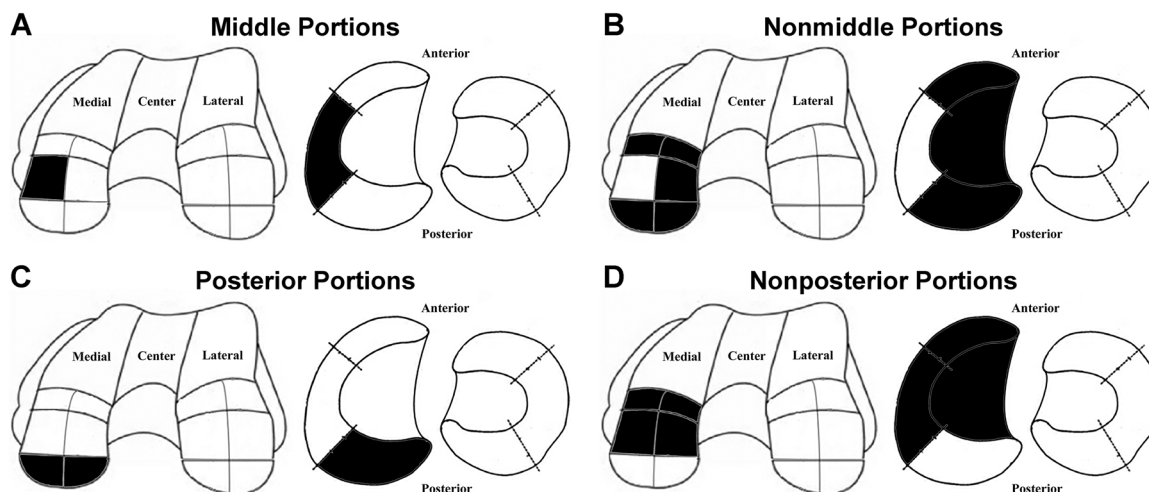 A Middle Portions
Anterior
Medial Center Lateral
Posterior
B Nonmiddle Portions
Anterior
Medial Center Lateral
Posterior
C Posterior Portions
Anterior
Medial Center Lateral
Posterior
D Nonposterior Portions
Anterior
Medial Center Lateral
Posterior